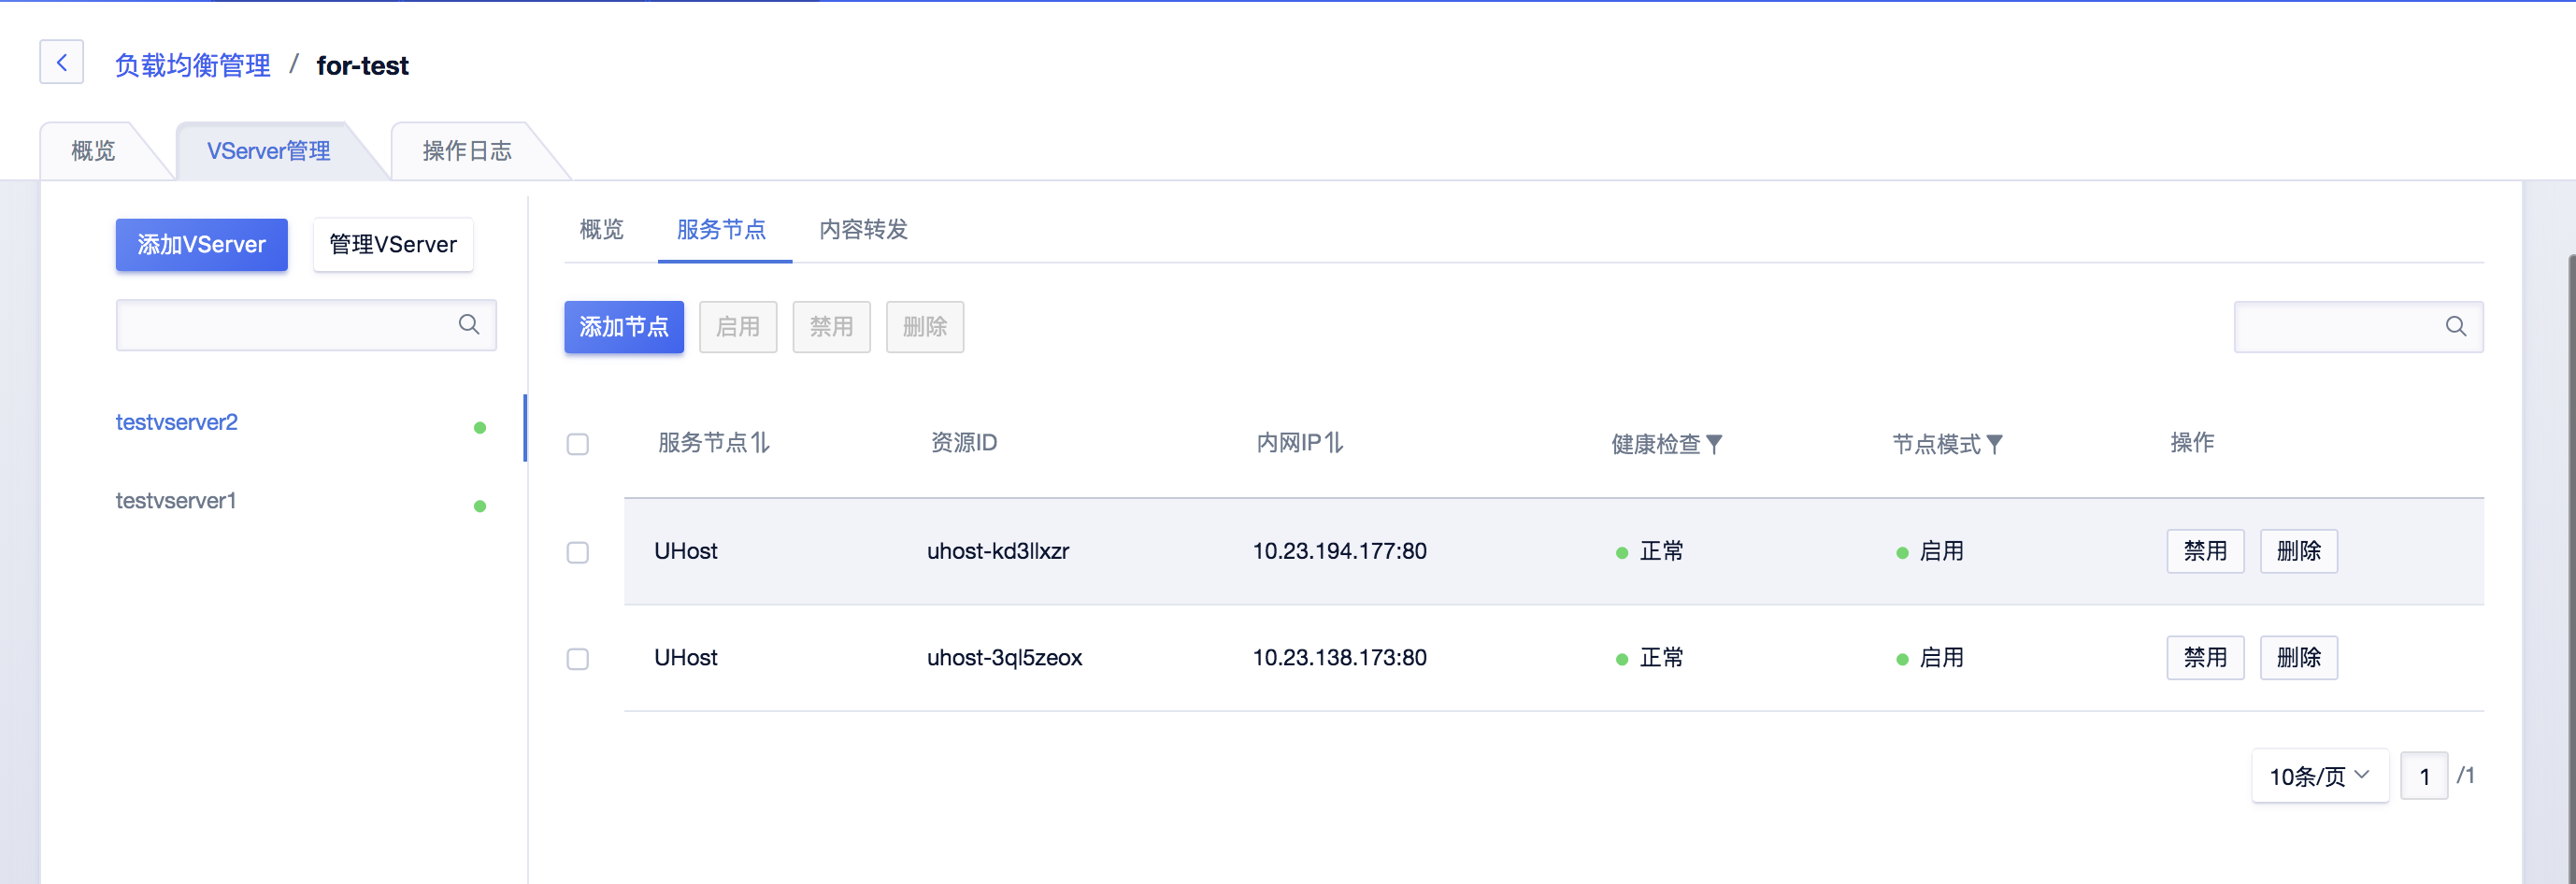 负载均衡管理 / for-test
概览 VServer管理 操作日志
添加VServer 管理VServer
testvserver2
testvserver1
概览 服务节点 内容转发
添加节点 启用 禁用 删除
服务节点 资源ID 内网IP 健康检查 节点模式 操作
UHost uhost-kd3llxzr 10.23.194.177:80 正常 启用 禁用 删除
UHost uhost-3ql5zeox 10.23.138.173:80 正常 启用 禁用 删除
10条/页 1 /1